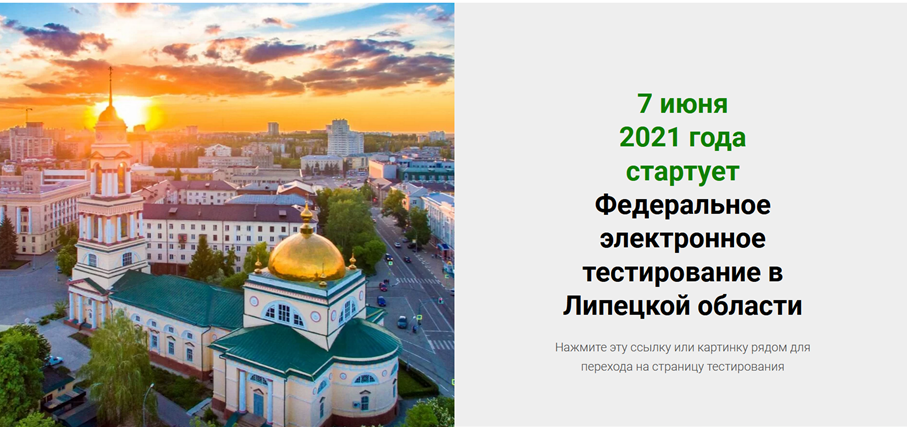 7 июня
2021 года
стартует
Федеральное
электронное
тестирование в
Липецкой области
Нажмите эту ссылку или картинку рядом для
перехода на страницу тестирования